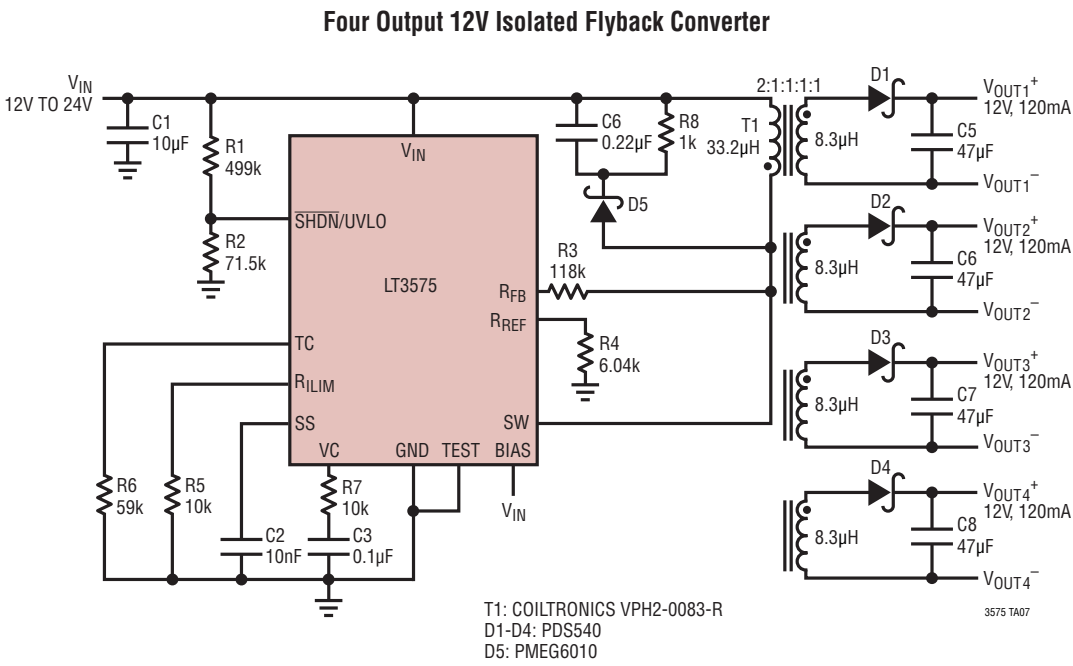 Four Output 12V Isolated Flyback Converter
VIN
12V TO 24V
C1
10µF
R1
499k
R2
71.5k
VIN
SHDN/UVLO
LT3575
RFB
RREF
TC
RILIM
SS
SW
VC
GND
TEST
BIAS
VIN
R3
118k
R4
6.04k
R6
59k
R5
10k
C2
10nF
R7
10k
C3
0.1µF
C6
0.22µF
R8
1k
D5
T1
33.2µH
2:1:1:1:1
8.3µH
D1
C5
47µF
VOUT1+
12V, 120mA
VOUT1–
8.3µH
D2
C6
47µF
VOUT2+
12V, 120mA
VOUT2–
8.3µH
D3
C7
47µF
VOUT3+
12V, 120mA
VOUT3–
8.3µH
D4
C8
47µF
VOUT4+
12V, 120mA
VOUT4–
3575 TA07
T1: COILTRONICS VPH2-0083-R
D1-D4: PDS540
D5: PMEG6010